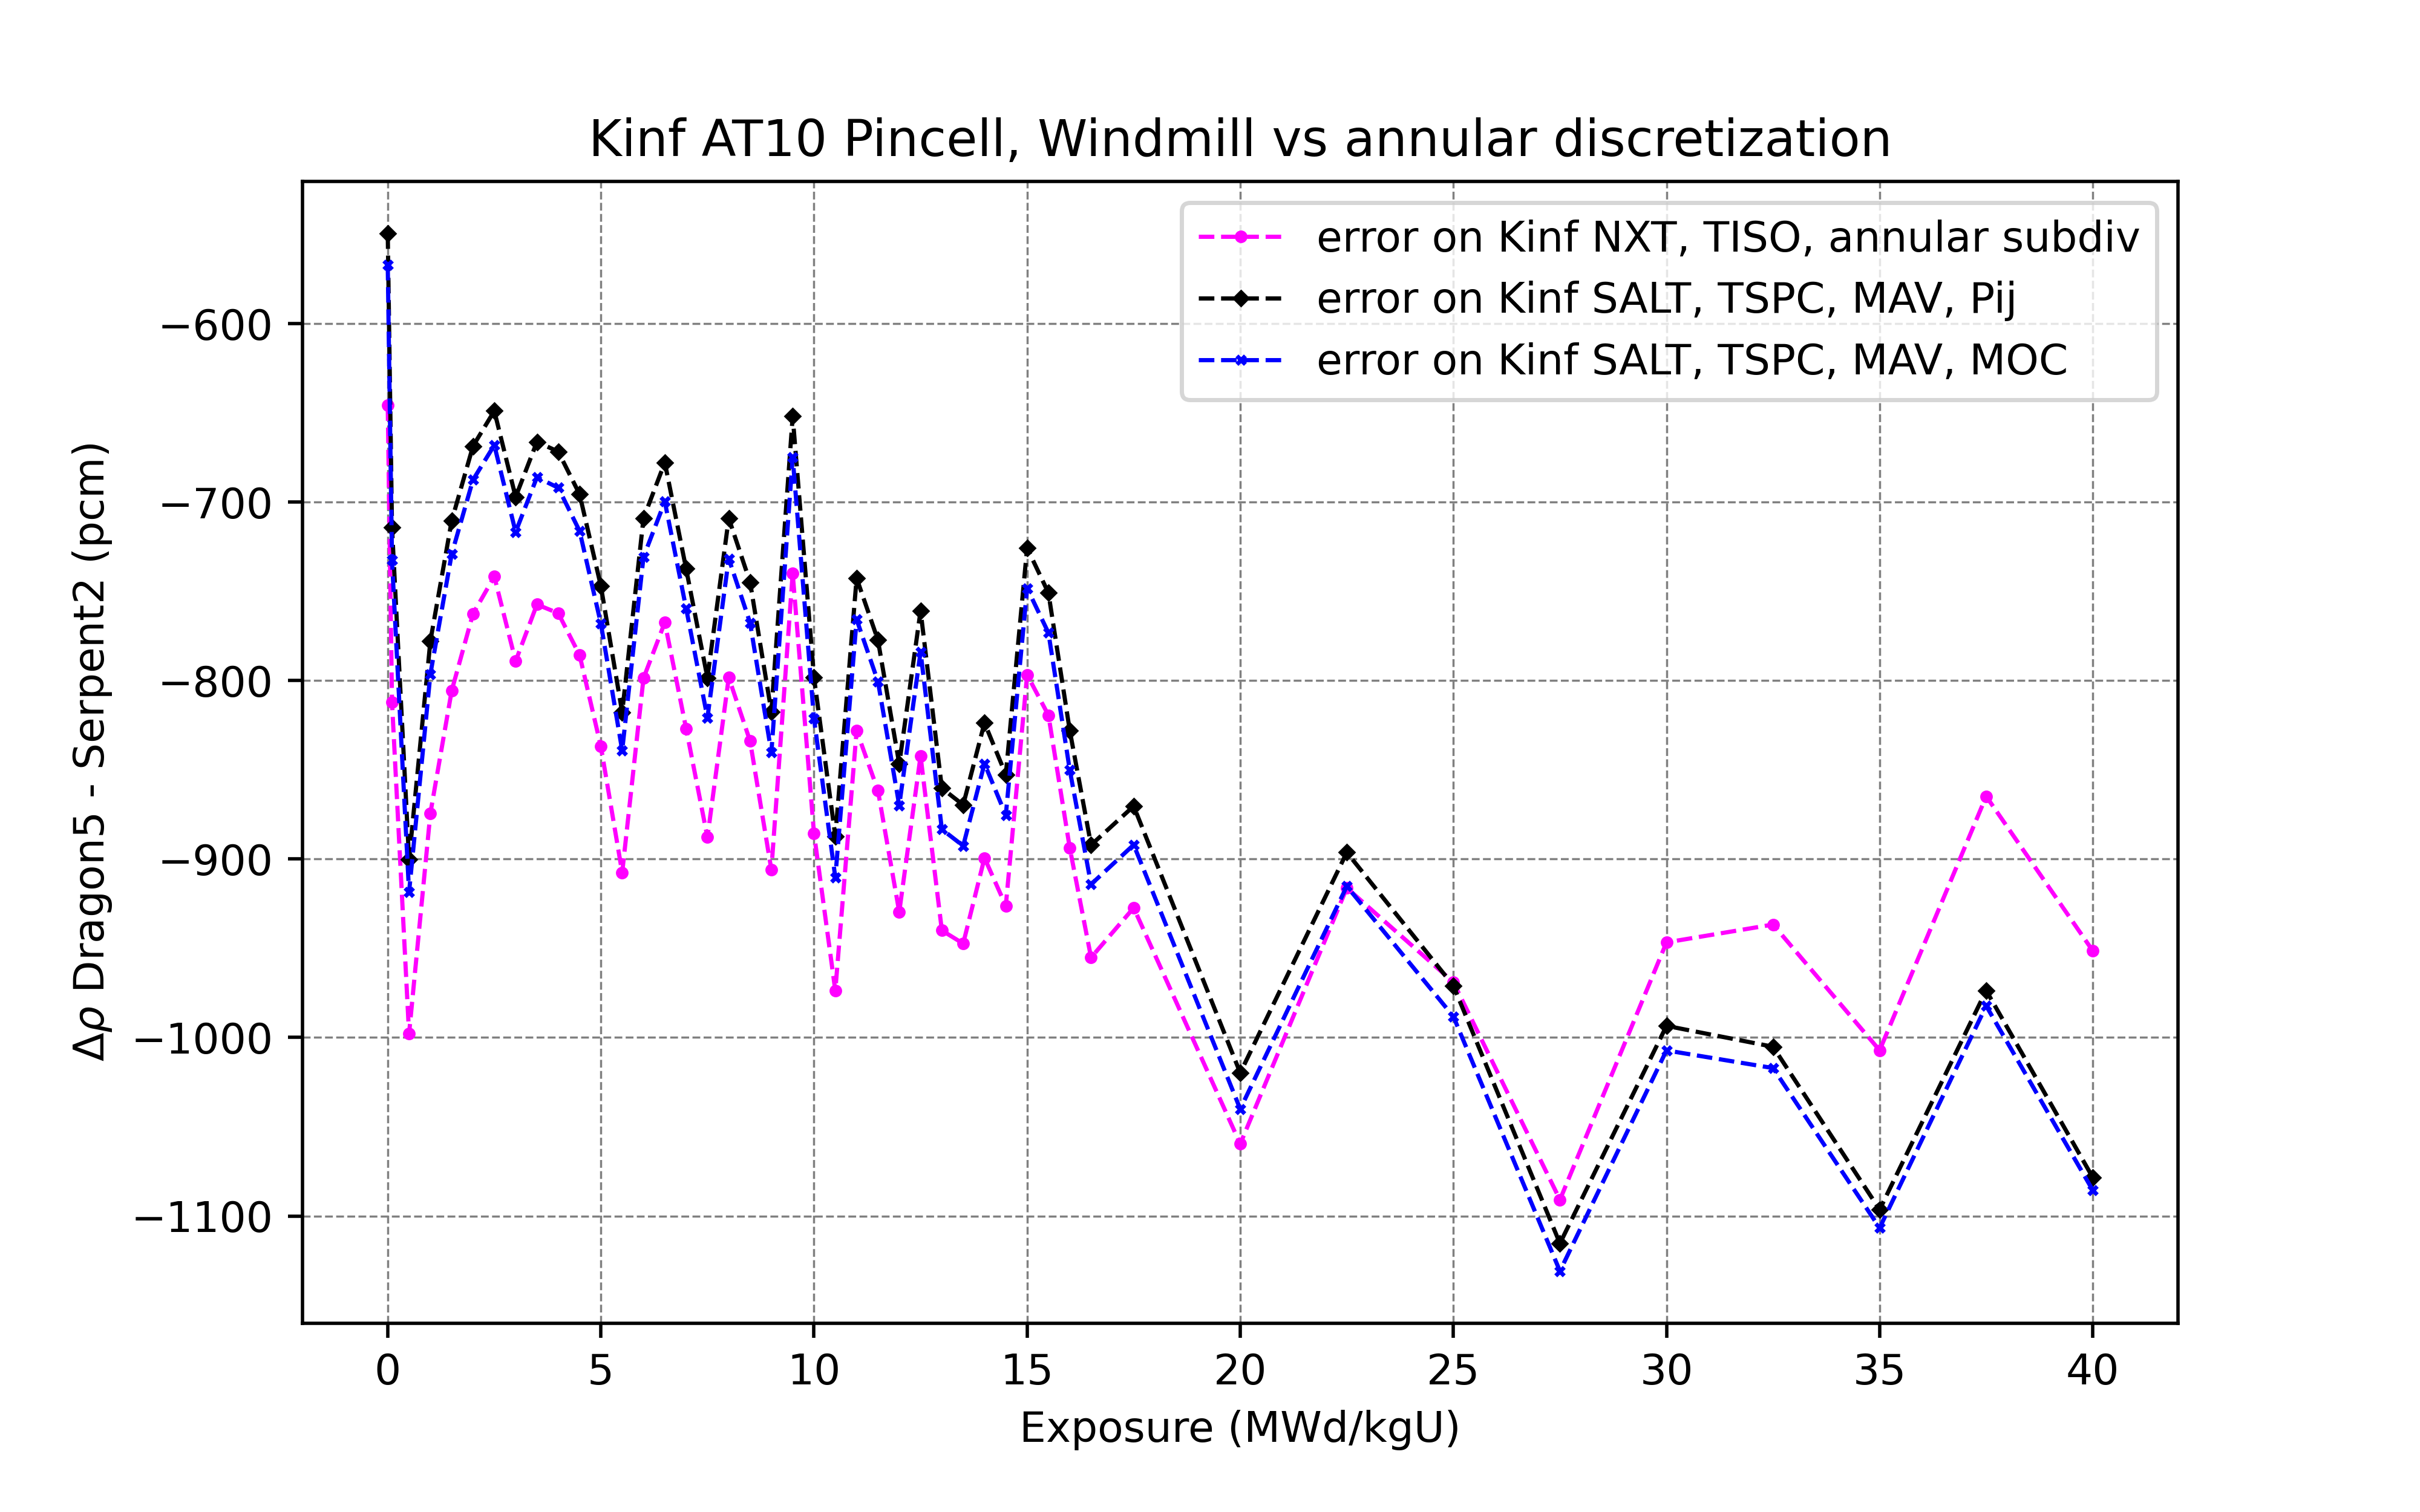 Kinf AT10 Pincell, Windmill vs annular discretization
error on Kinf NXT, TISO, annular subdiv
error on Kinf SALT, TSPC, MAV, Pij
error on Kinf SALT, TSPC, MAV, MOC
Δρ Dragon5 - Serpent2 (pcm)
−600
−700
−800
−900
−1000
−1100
0 5 10 15 20 25 30 35 40
Exposure (MWd/kgU)